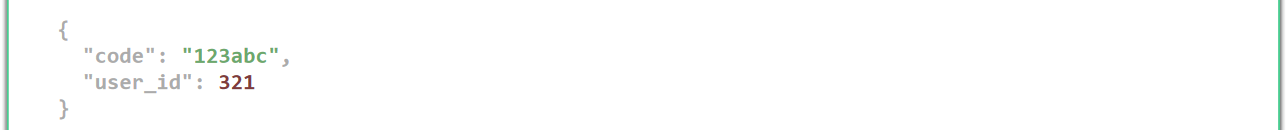 {
  "code": "123abc",
  "user_id": 321
}